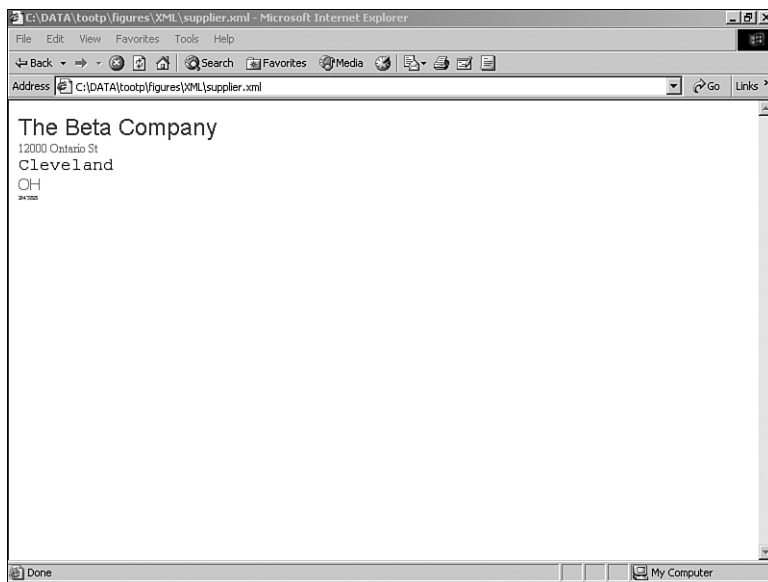 C:\DATA\tootp\figures\XML\supplier.xml - Microsoft Internet Explorer
File Edit View Favorites Tools Help
Back Search Favorites Media
Address C:\DATA\tootp\figures\XML\supplier.xml Go Links
The Beta Company
12000 Ontario St
Cleveland
OH
Done My Computer